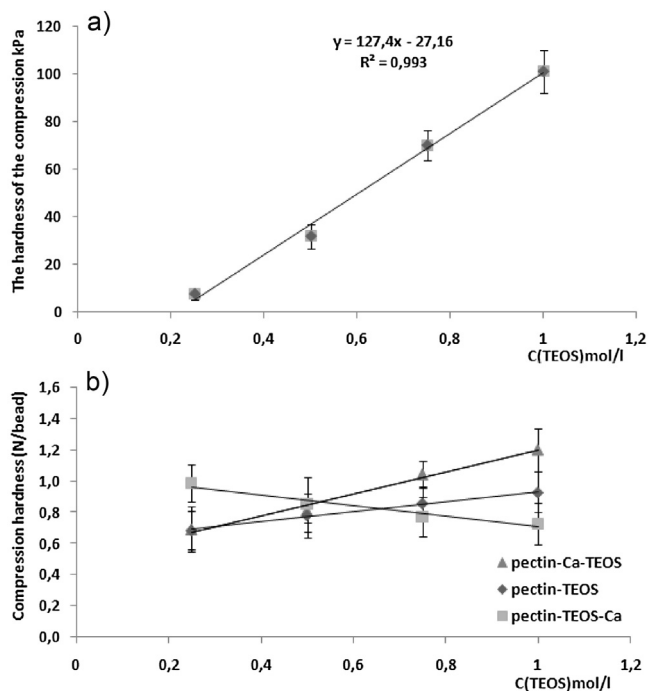 a)
The hardness of the compression kPa
120
100
80
60
40
20
0
y = 127,4x - 27,16
R² = 0,993
0 0,2 0,4 0,6 0,8 1 1,2
C(TEOS)mol/l
b)
Compression hardness (N/bead)
1,6
1,4
1,2
1,0
0,8
0,6
0,4
0,2
0,0
pectin-Ca-TEOS
pectin-TEOS
pectin-TEOS-Ca
0 0,2 0,4 0,6 0,8 1 1,2
C(TEOS)mol/l